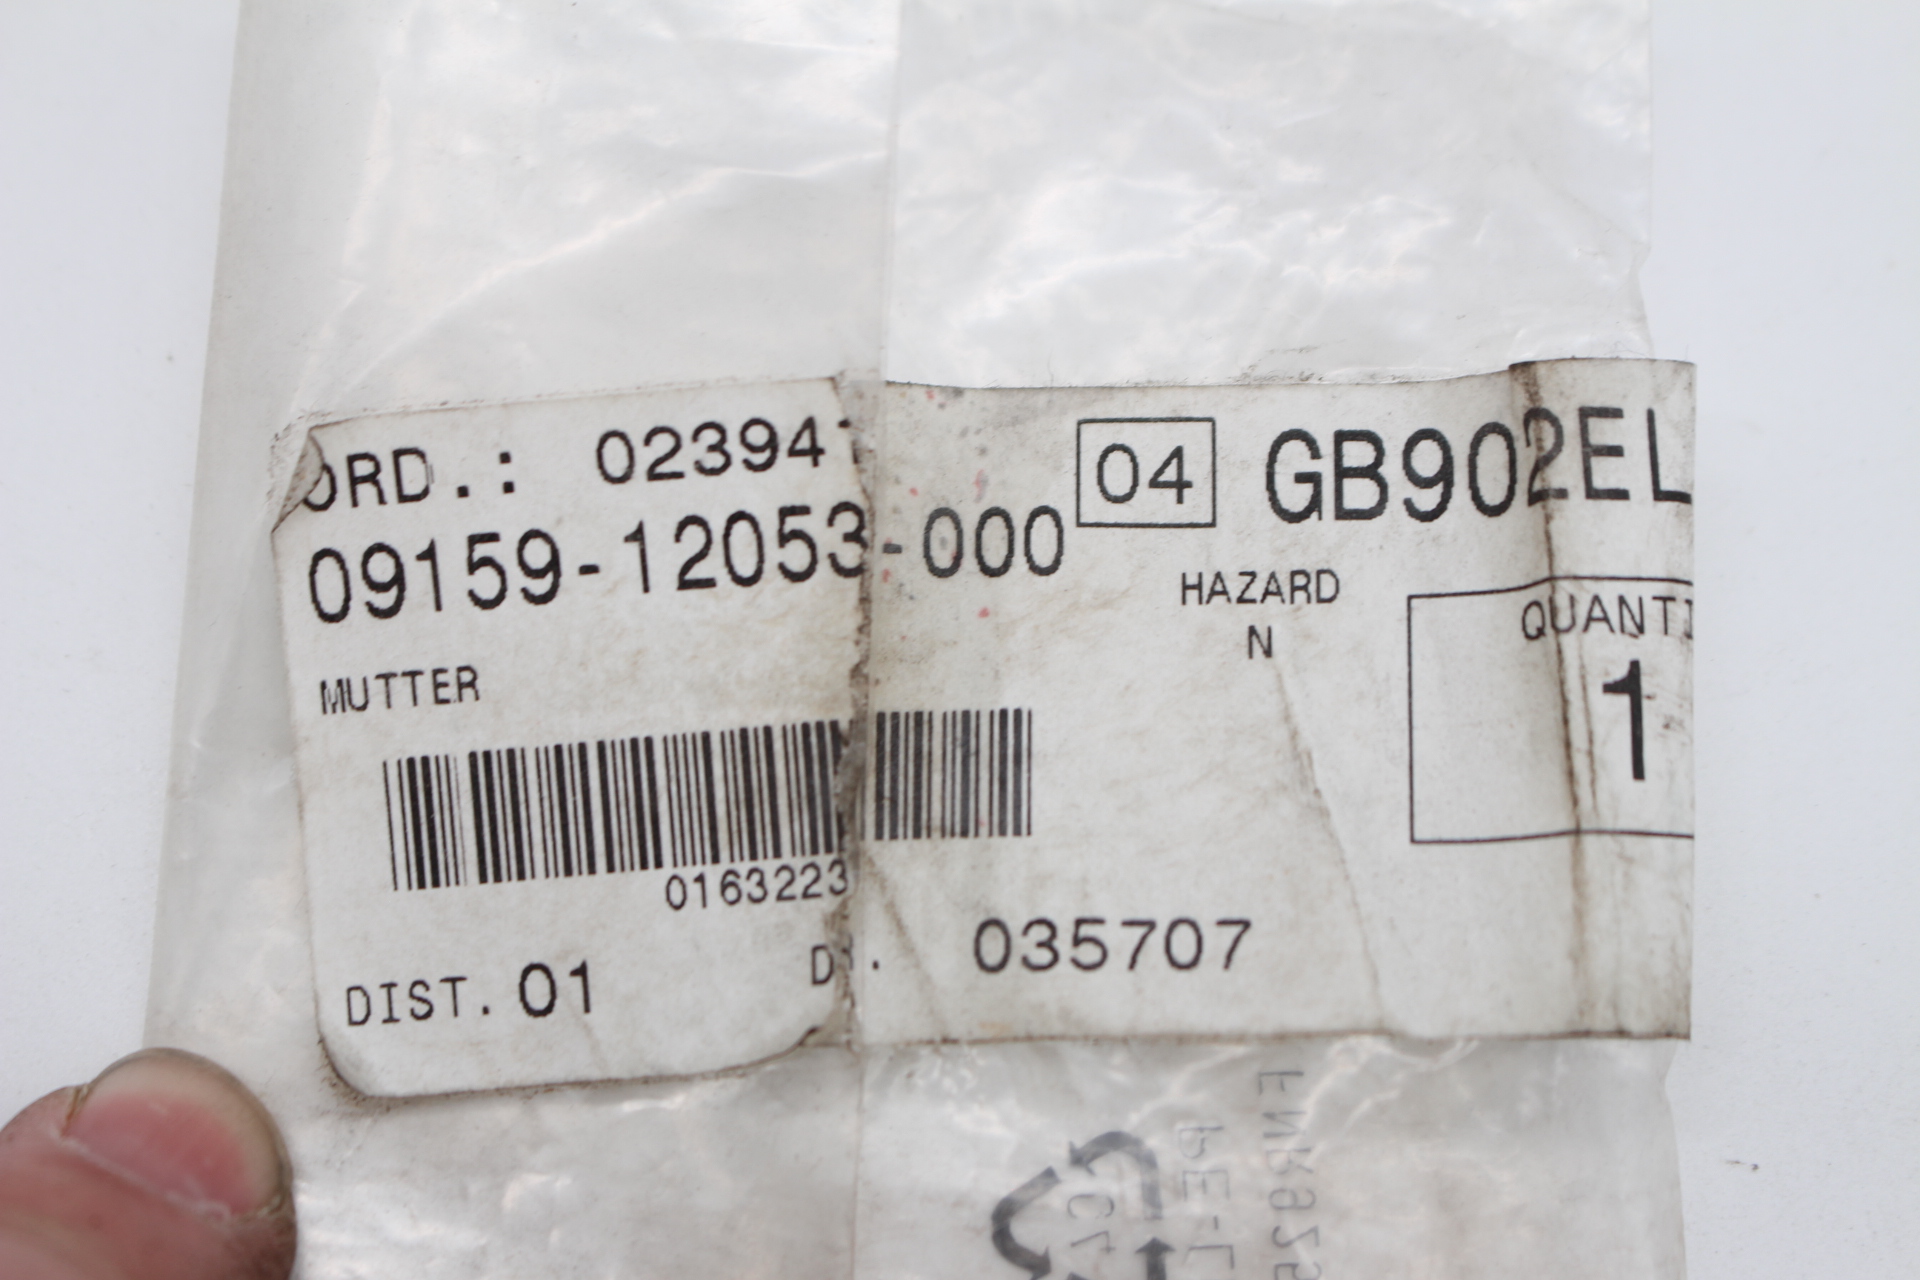 ORD.: 02394
04 GB902EL
09159-12053-000
HAZARD
N
QUANTI
1
MUTTER
0163223
DIST. 01
035707